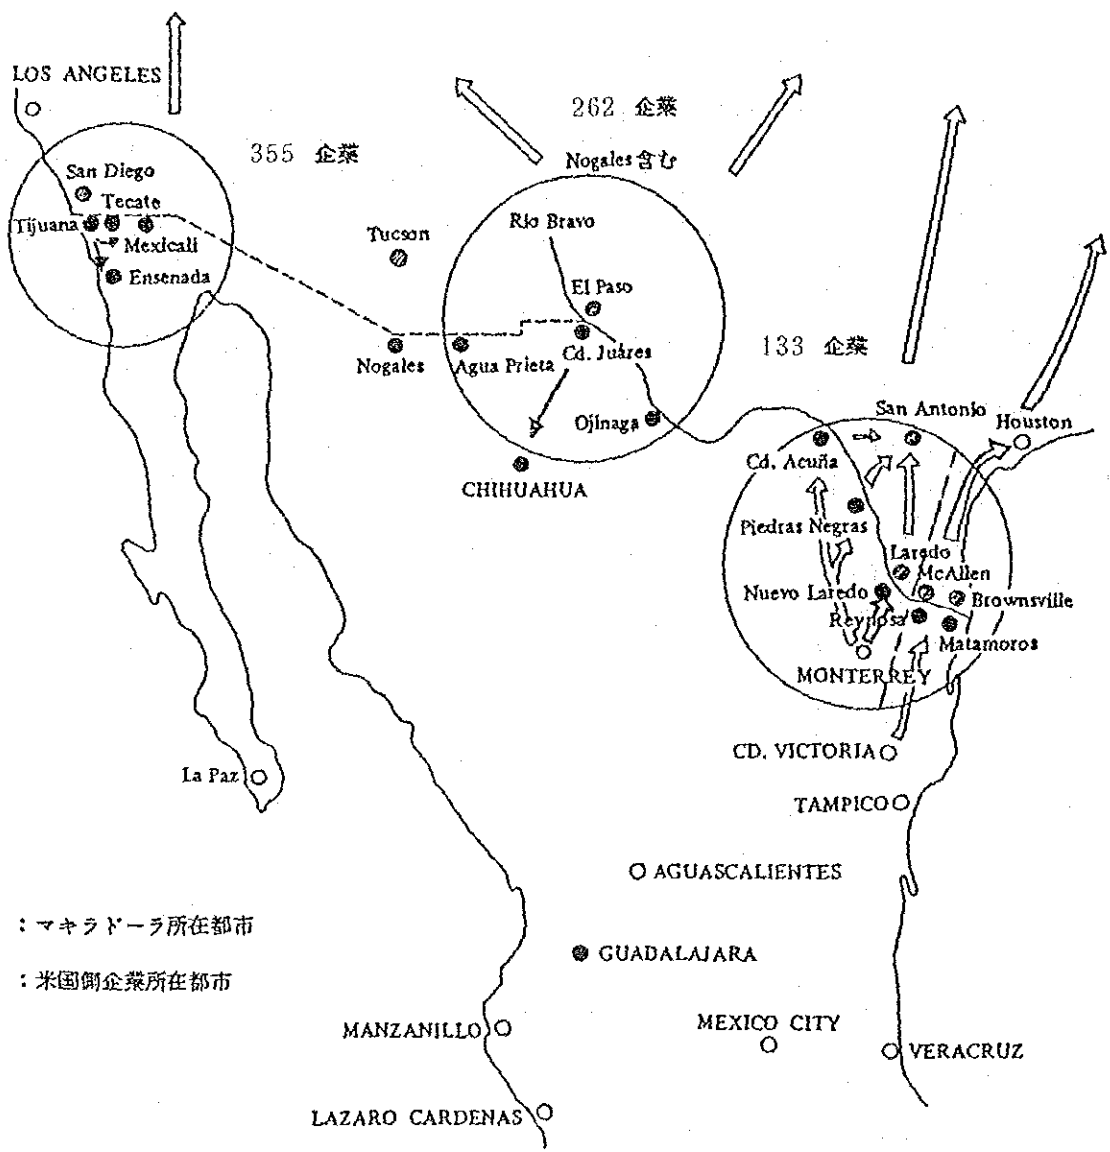 LOS ANGELES
262 企業
355 企業
Nogales含む
San Diego
Tecate
Tijuana
Mexicali
Ensenada
Rio Bravo
Tucson
El Paso
Nogales
Agua Prieta
Cd. Juáres
133 企業
Ojinaga
San Antonio
Houston
Cd. Acuña
CHIHUAHUA
Piedras Negras
Laredo
McAllen
Nuevo Laredo
Brownsville
Reynosa
Matamoros
MONTERREY
CD. VICTORIA
La Paz
TAMPICO
AGUASCALIENTES
:マキラドーラ所在都市
GUADALAJARA
:米国側企業所在都市
MANZANILLO
MEXICO CITY
VERACRUZ
LAZARO CARDENAS